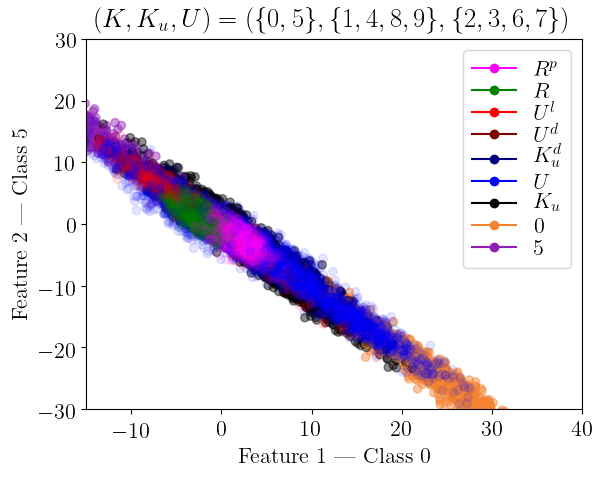 (K, K_u, U) = ({0, 5}, {1, 4, 8, 9}, {2, 3, 6, 7})
30
20
10
0
−10
−20
−30
Feature 2 — Class 5
R^p
R
U^l
U^d
K_u^d
U
K_u
0
5
−10 0 10 20 30 40
Feature 1 — Class 0